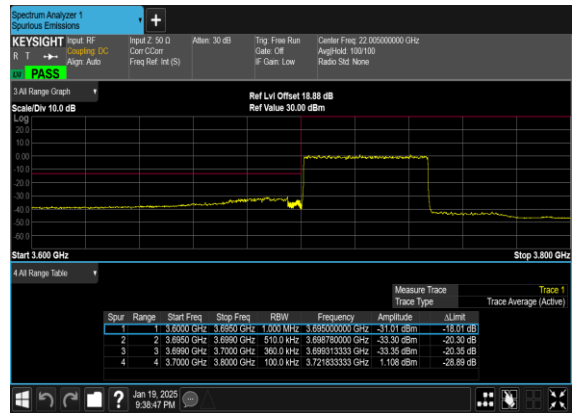 Spectrum Analyzer 1
Spurious Emissions
KEYSIGHT Input: RF Input Z: 50 Ω Atten: 30 dB Trig: Free Run Center Freq: 22.005000000 GHz
R T Coupling: DC Corr CCorr Gate: Off Avg|Hold: 100/100
Align: Auto Freq Ref: Int (S) IF Gain: Low Radio Std: None
PASS
3 All Range Graph
Ref Lvl Offset 18.88 dB
Scale/Div 10.0 dB Ref Value 30.00 dBm
Log
20.0
10.0
0.00
-10.0
-20.0
-30.0
-40.0
-50.0
-60.0
Start 3.600 GHz Stop 3.800 GHz
4 All Range Table
Measure Trace Trace 1
Trace Type Trace Average (Active)
Spur Range Start Freq Stop Freq RBW Frequency Amplitude ΔLimit
1 1 3.6000 GHz 3.6950 GHz 1.000 MHz 3.695000000 GHz -31.01 dBm -18.01 dB
2 2 3.6950 GHz 3.6990 GHz 510.0 kHz 3.698780000 GHz -33.30 dBm -20.30 dB
3 3 3.6990 GHz 3.7000 GHz 360.0 kHz 3.699313333 GHz -33.35 dBm -20.35 dB
4 4 3.7000 GHz 3.8000 GHz 100.0 kHz 3.721833333 GHz 1.108 dBm -28.89 dB
Jan 19, 2025
9:38:47 PM